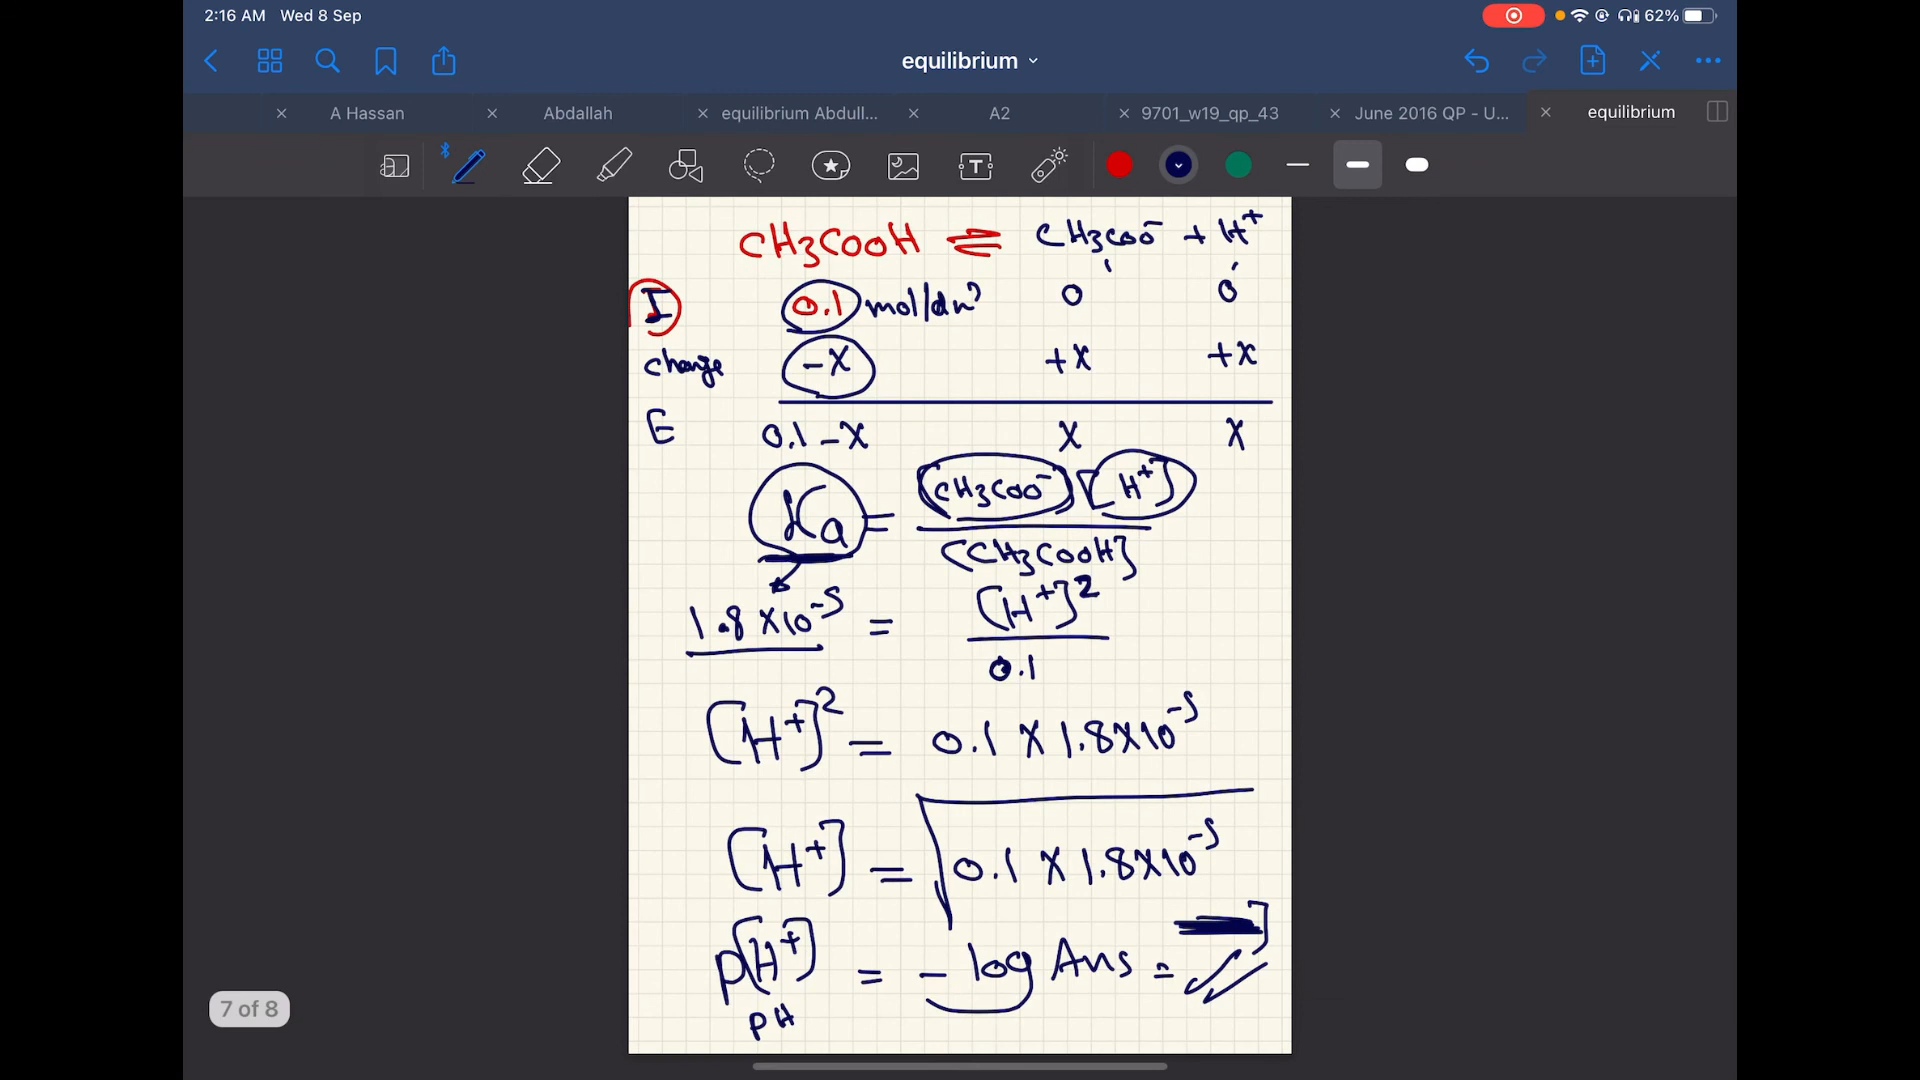 2:16 AM Wed 8 Sep
62%
equilibrium
A Hassan
Abdallah
equilibrium Abdull...
A2
9701_w19_qp_43
June 2016 QP - U...
equilibrium
CH3COOH ⇌ CH3COO⁻ + H⁺
I 0.1 mol/dm³ 0 0
change -X +X +X
E 0.1-X X X
Ka = [CH3COO⁻][H⁺]
[CH3COOH]
1.8 X10⁻⁵ = [H⁺]²
0.1
[H⁺]² = 0.1 X 1.8X10⁻⁵
[H⁺] = √0.1 X 1.8X10⁻⁵
p[H⁺] = - log Ans =
pH
7 of 8